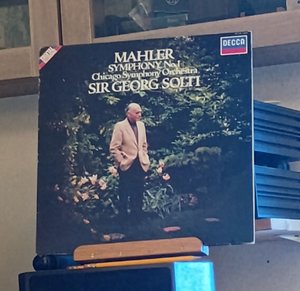 DECCA
MAHLER
SYMPHONY No.1
Chicago Symphony Orchestra
SIR GEORG SOLTI